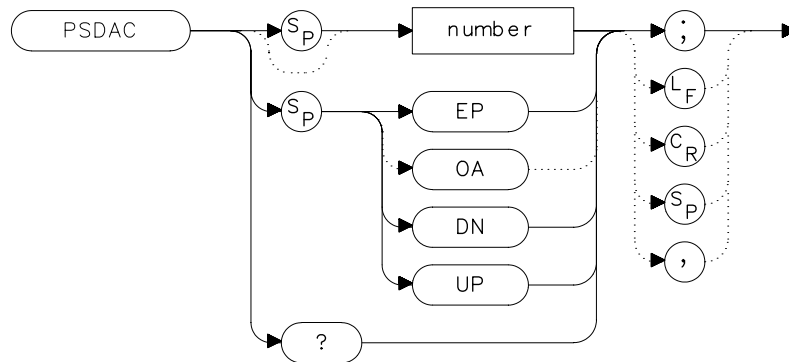 PSDAC SP number ;
LF
SP EP
OA CR
DN SP
UP ,
?